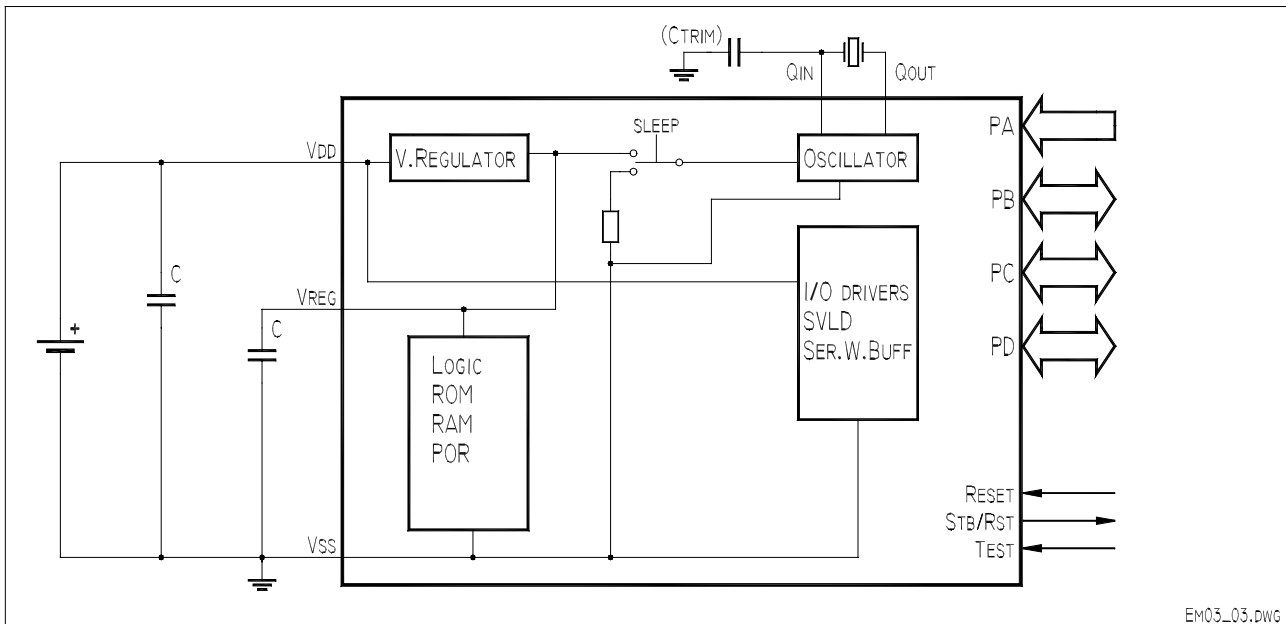 (CTRIM)
QIN
QOUT
SLEEP
PA
VDD
V.REGULATOR
OSCILLATOR
PB
C
PC
VREG
I/O DRIVERS
SVLD
SER.W.BUFF
C
+
PD
LOGIC
ROM
RAM
POR
RESET
STB/RST
TEST
VSS
EM03_03.DWG